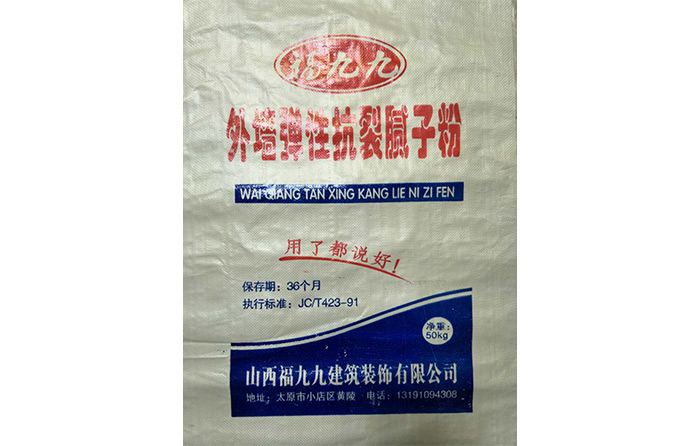 福九九
外墙弹性抗裂腻子粉
WAI QIANG TAN XING KANG LIE NI ZI FEN
用了都说好!
保存期：36个月
执行标准：JC/T423-91
净重：
50kg
山西福九九建筑装饰有限公司
地址：太原市小店区黄陵 电话：13191094308